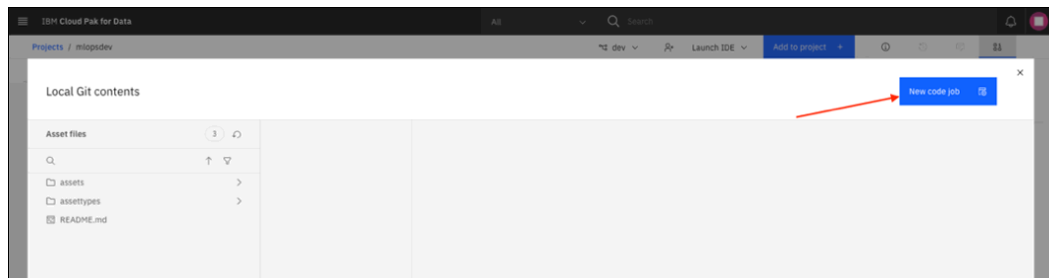 IBM Cloud Pak for Data
All
Search
Projects / mlopsdev
dev
Launch IDE
Add to project +
Local Git contents
New code job
Asset files
3
assets
assettypes
README.md